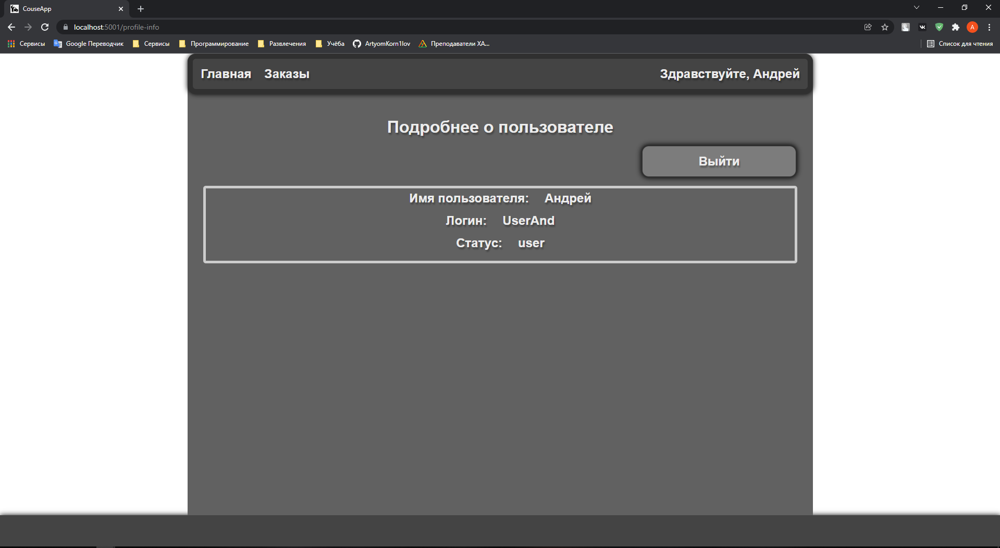 CouseApp
localhost:5001/profile-info
A
Сервисы Google Переводчик Сервисы Программирование Развлечения Учёба ArtyomKorn1lov Преподаватели ХА... Список для чтения
Главная Заказы Здравствуйте, Андрей
Подробнее о пользователе
Выйти
Имя пользователя: Андрей
Логин: UserAnd
Статус: user